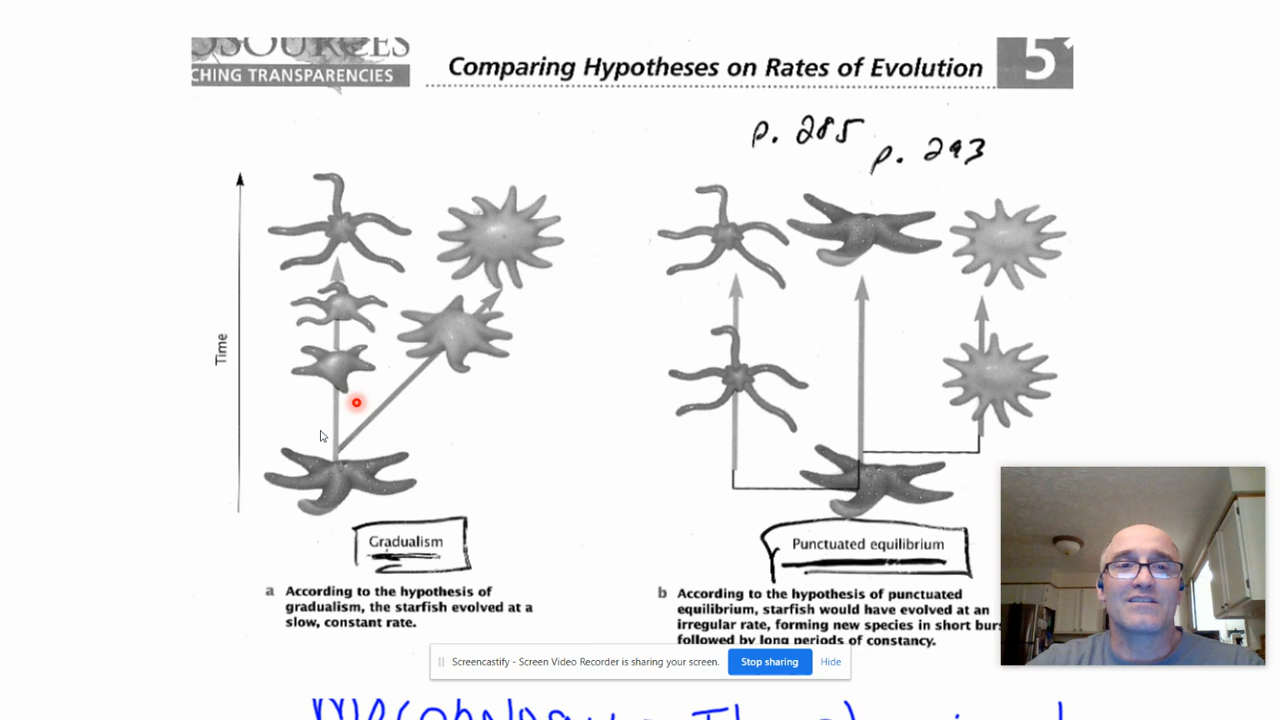 CHING TRANSPARENCIES
Comparing Hypotheses on Rates of Evolution
5
p. 285
p. 293
Time
Gradualism
Punctuated equilibrium
a According to the hypothesis of
gradualism, the starfish evolved at a
slow, constant rate.
b According to the hypothesis of punctuated
equilibrium, starfish would have evolved at an
irregular rate, forming new species in short burs
followed by long periods of constancy.
Screencastify - Screen Video Recorder is sharing your screen.
Stop sharing
Hide